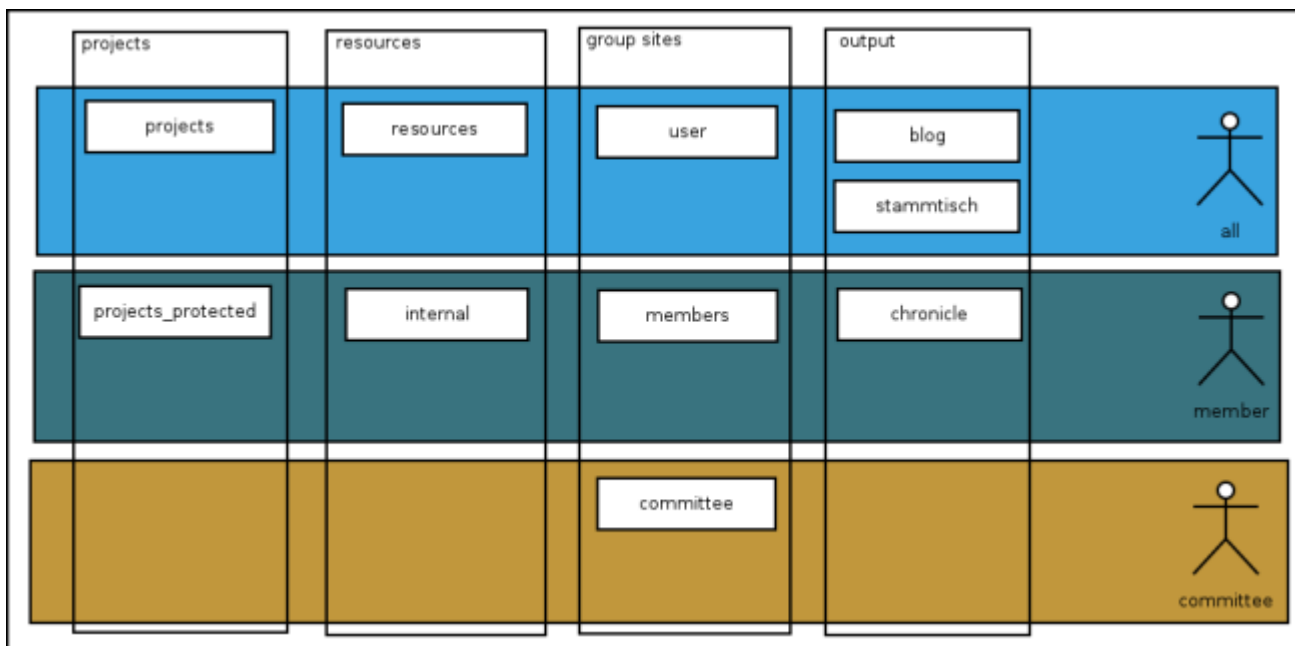 projects
resources
group sites
output
projects
resources
user
blog
stammtisch
all
projects_protected
internal
members
chronicle
member
committee
committee